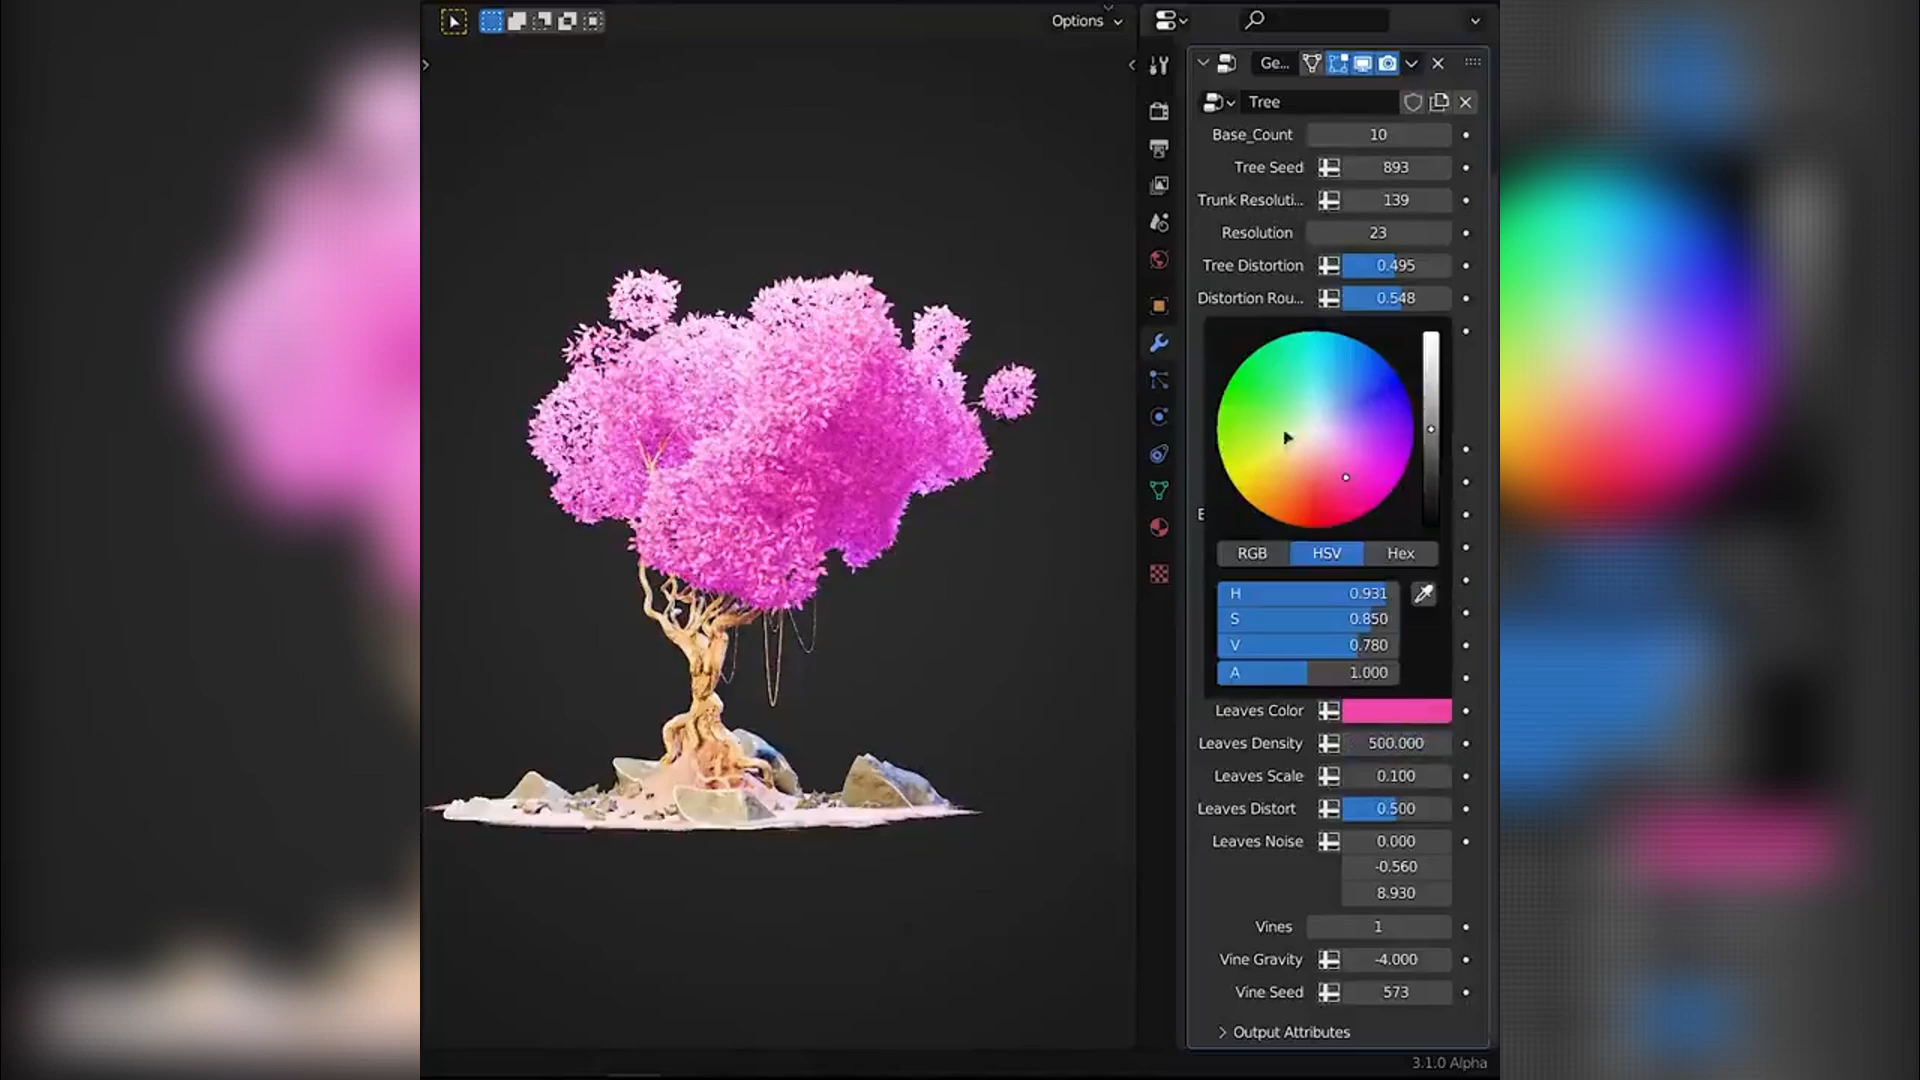 Options
Ge...
Tree
Base_Count 10
Tree Seed 893
Trunk Resoluti... 139
Resolution 23
Tree Distortion 0.495
Distortion Rou... 0.548
E
RGB HSV Hex
H 0.931
S 0.850
V 0.780
A 1.000
Leaves Color
Leaves Density 500.000
Leaves Scale 0.100
Leaves Distort 0.500
Leaves Noise 0.000
-0.560
8.930
Vines 1
Vine Gravity -4.000
Vine Seed 573
Output Attributes
3.1.0 Alpha